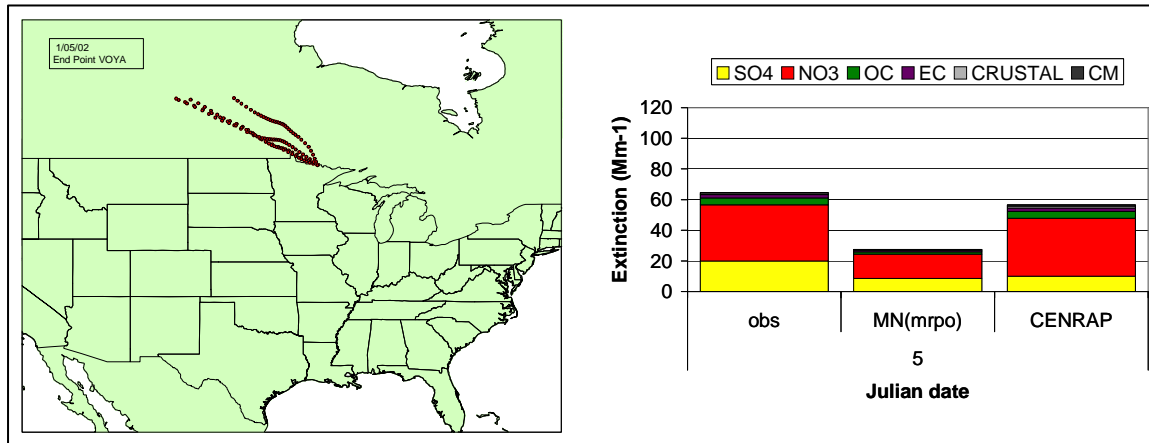 1/05/02
End Point VOYA
SO4 NO3 OC EC CRUSTAL CM
Extinction (Mm-1)
120
100
80
60
40
20
0
obs MN(mrpo) CENRAP
5
Julian date